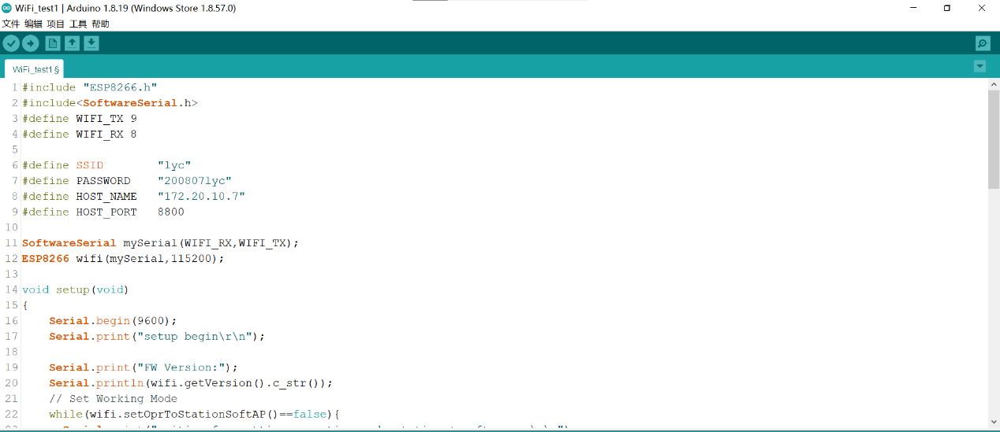 WiFi_test1 | Arduino 1.8.19 (Windows Store 1.8.57.0)
文件 编辑 项目 工具 帮助
WiFi_test1 §
1 #include "ESP8266.h"
2 #include<SoftwareSerial.h>
3 #define WIFI_TX 9
4 #define WIFI_RX 8
5
6 #define SSID "lyc"
7 #define PASSWORD "200807lyc"
8 #define HOST_NAME "172.20.10.7"
9 #define HOST_PORT 8800
10
11 SoftwareSerial mySerial(WIFI_RX,WIFI_TX);
12 ESP8266 wifi(mySerial,115200);
13
14 void setup(void)
15 {
16 Serial.begin(9600);
17 Serial.print("setup begin\r\n");
18
19 Serial.print("FW Version:");
20 Serial.println(wifi.getVersion().c_str());
21 // Set Working Mode
22 while(wifi.setOprToStationSoftAP()==false){